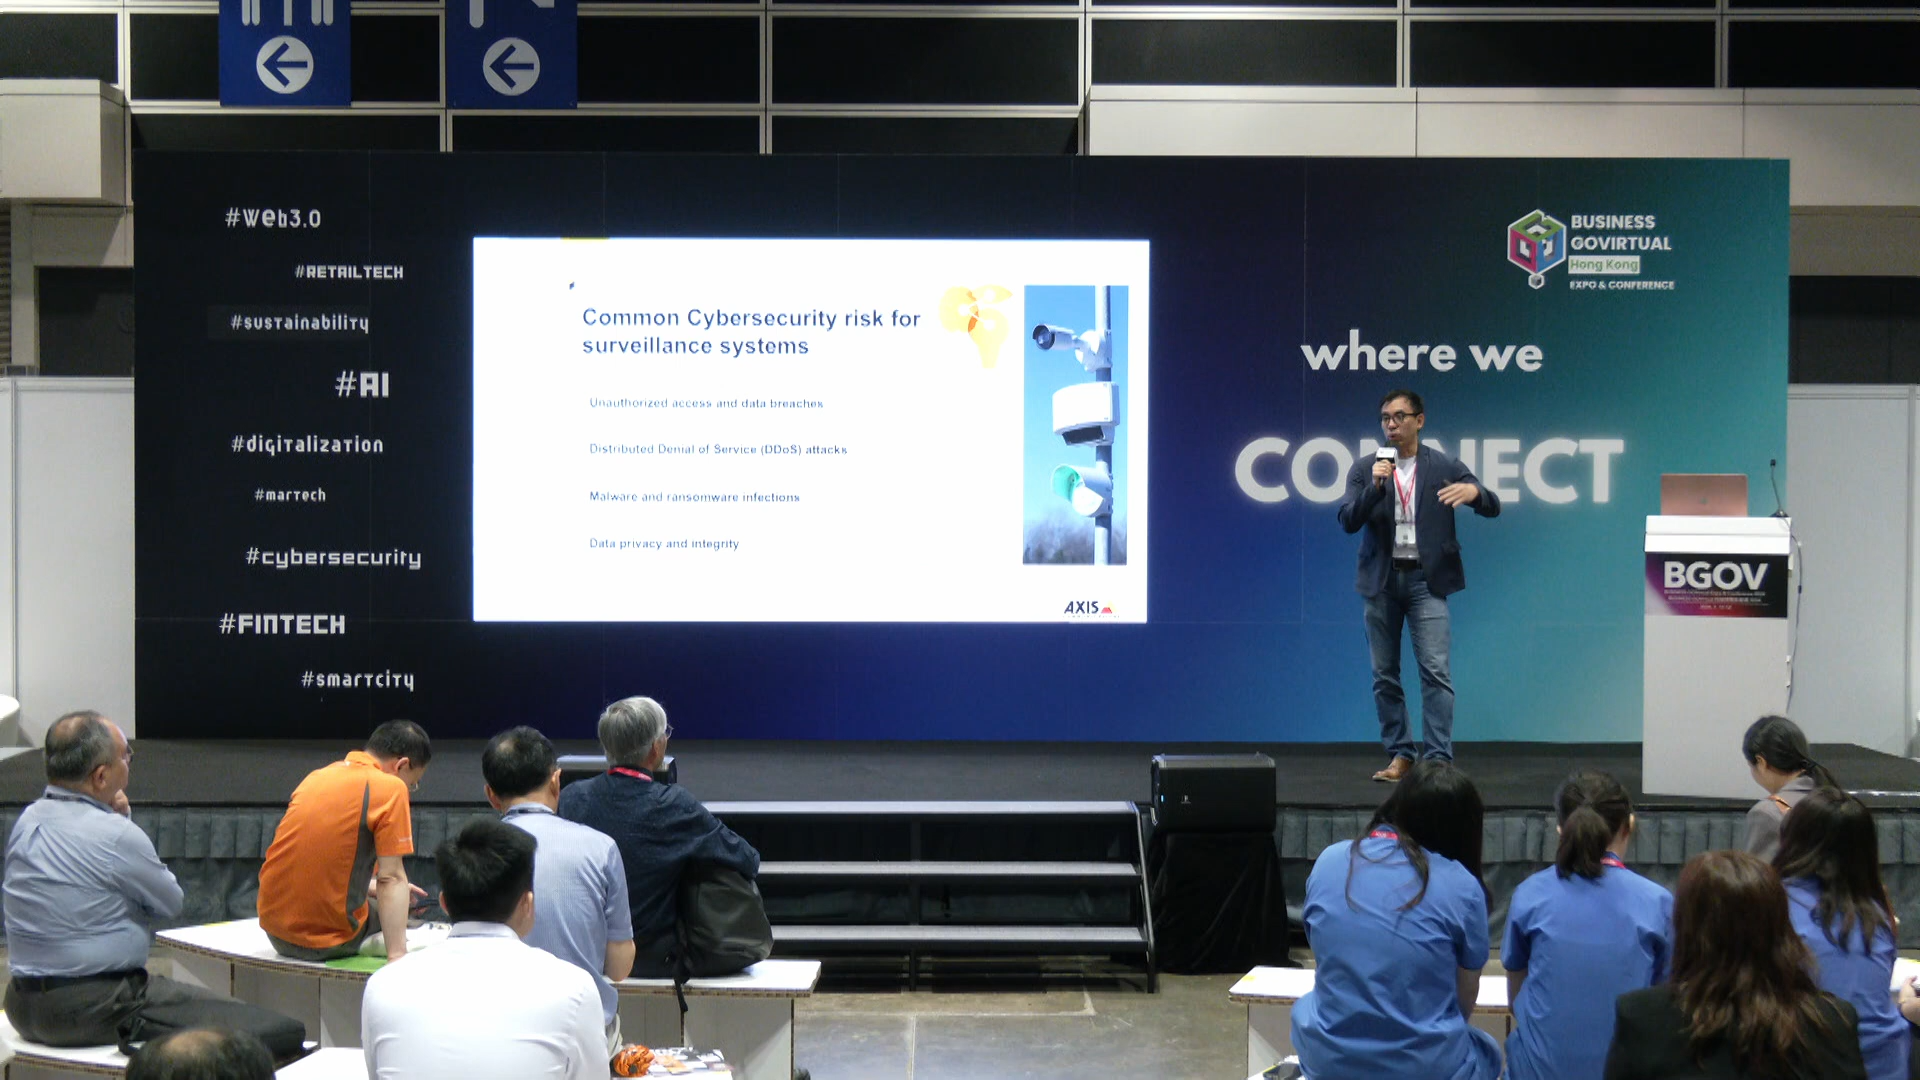 #Web3.0
#RETAILTECH
#sustainability
#AI
#digitalization
#martech
#cybersecurity
#FINTECH
#smartcity
Common Cybersecurity risk for
surveillance systems
Unauthorized access and data breaches
Distributed Denial of Service (DDoS) attacks
Malware and ransomware infections
Data privacy and integrity
AXIS
BUSINESS
GOVIRTUAL
Hong Kong
EXPO & CONFERENCE
where we
CONNECT
BGOV